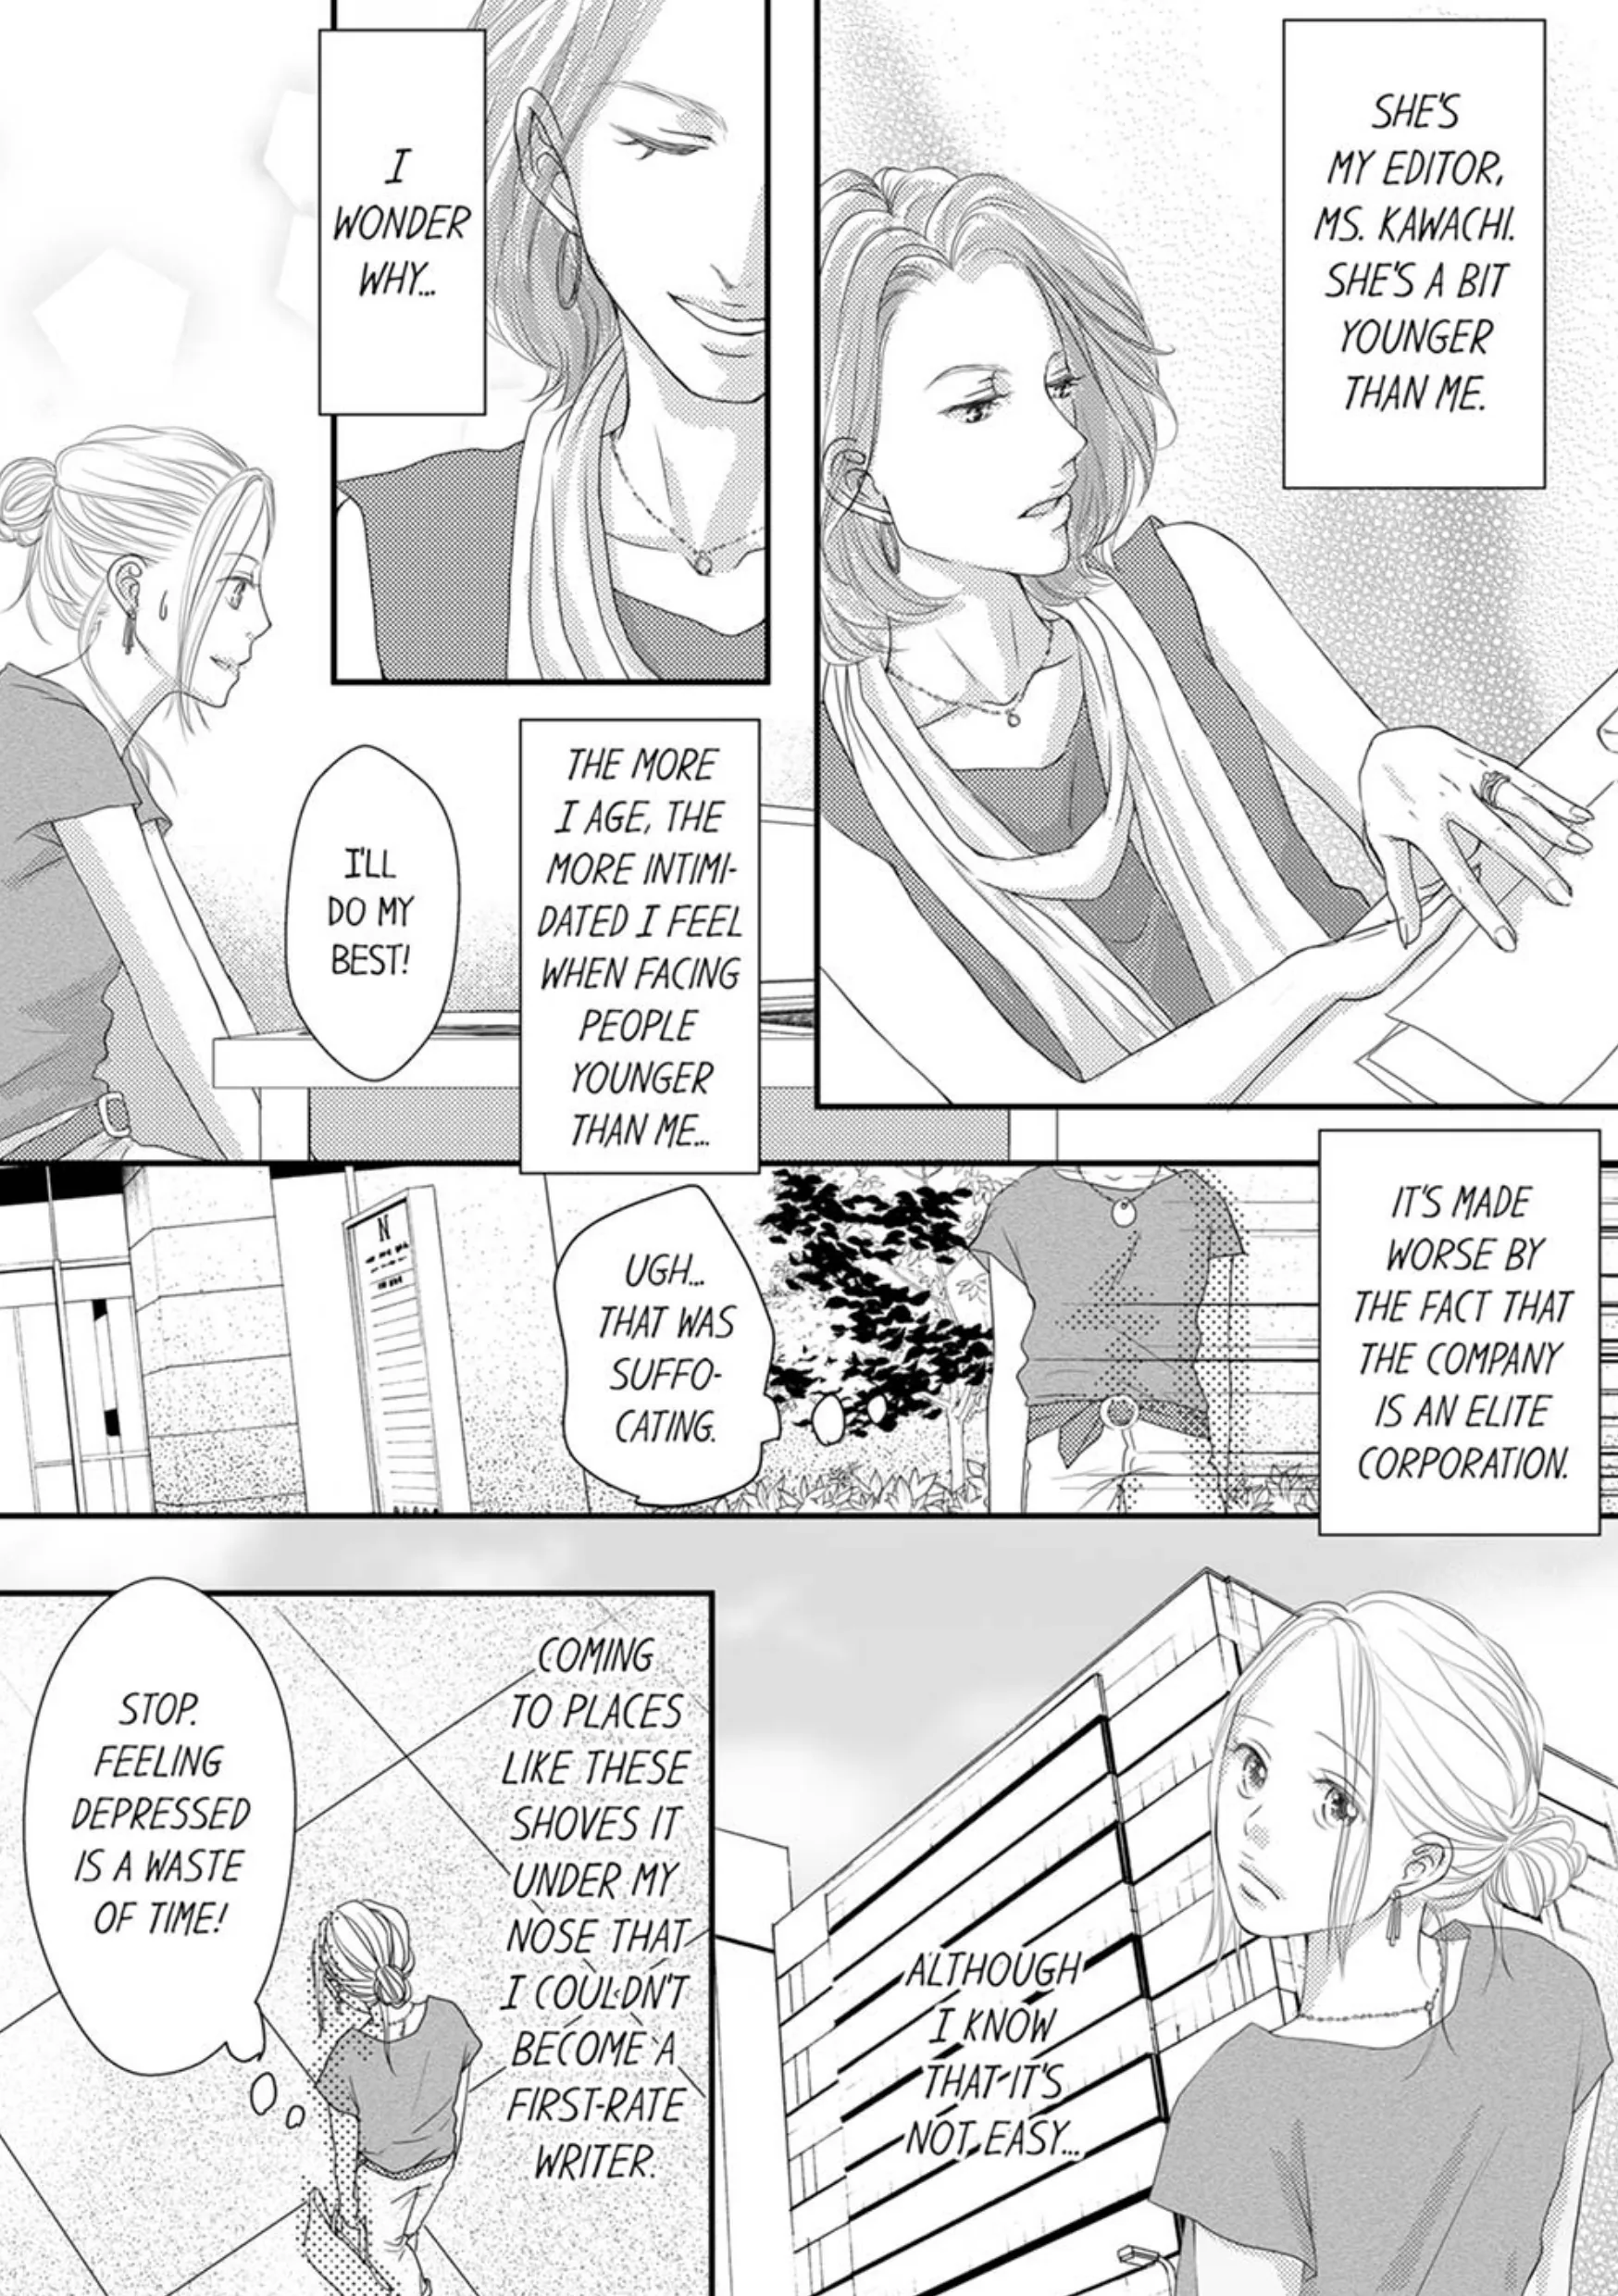 SHE'S
MY EDITOR,
MS. KAWACHI.
SHE'S A BIT
YOUNGER
THAN ME.
I
WONDER
WHY...
THE MORE
I AGE, THE
MORE INTIMI-
DATED I FEEL
WHEN FACING
PEOPLE
YOUNGER
THAN ME...
I'LL
DO MY
BEST!
IT'S MADE
WORSE BY
THE FACT THAT
THE COMPANY
IS AN ELITE
CORPORATION.
UGH...
THAT WAS
SUFFO-
CATING.
N
ALTHOUGH
I KNOW
THAT IT'S
NOT EASY...
COMING
TO PLACES
LIKE THESE
SHOVES IT
UNDER MY
NOSE THAT
I COULDN'T
BECOME A
FIRST-RATE
WRITER.
STOP.
FEELING
DEPRESSED
IS A WASTE
OF TIME!